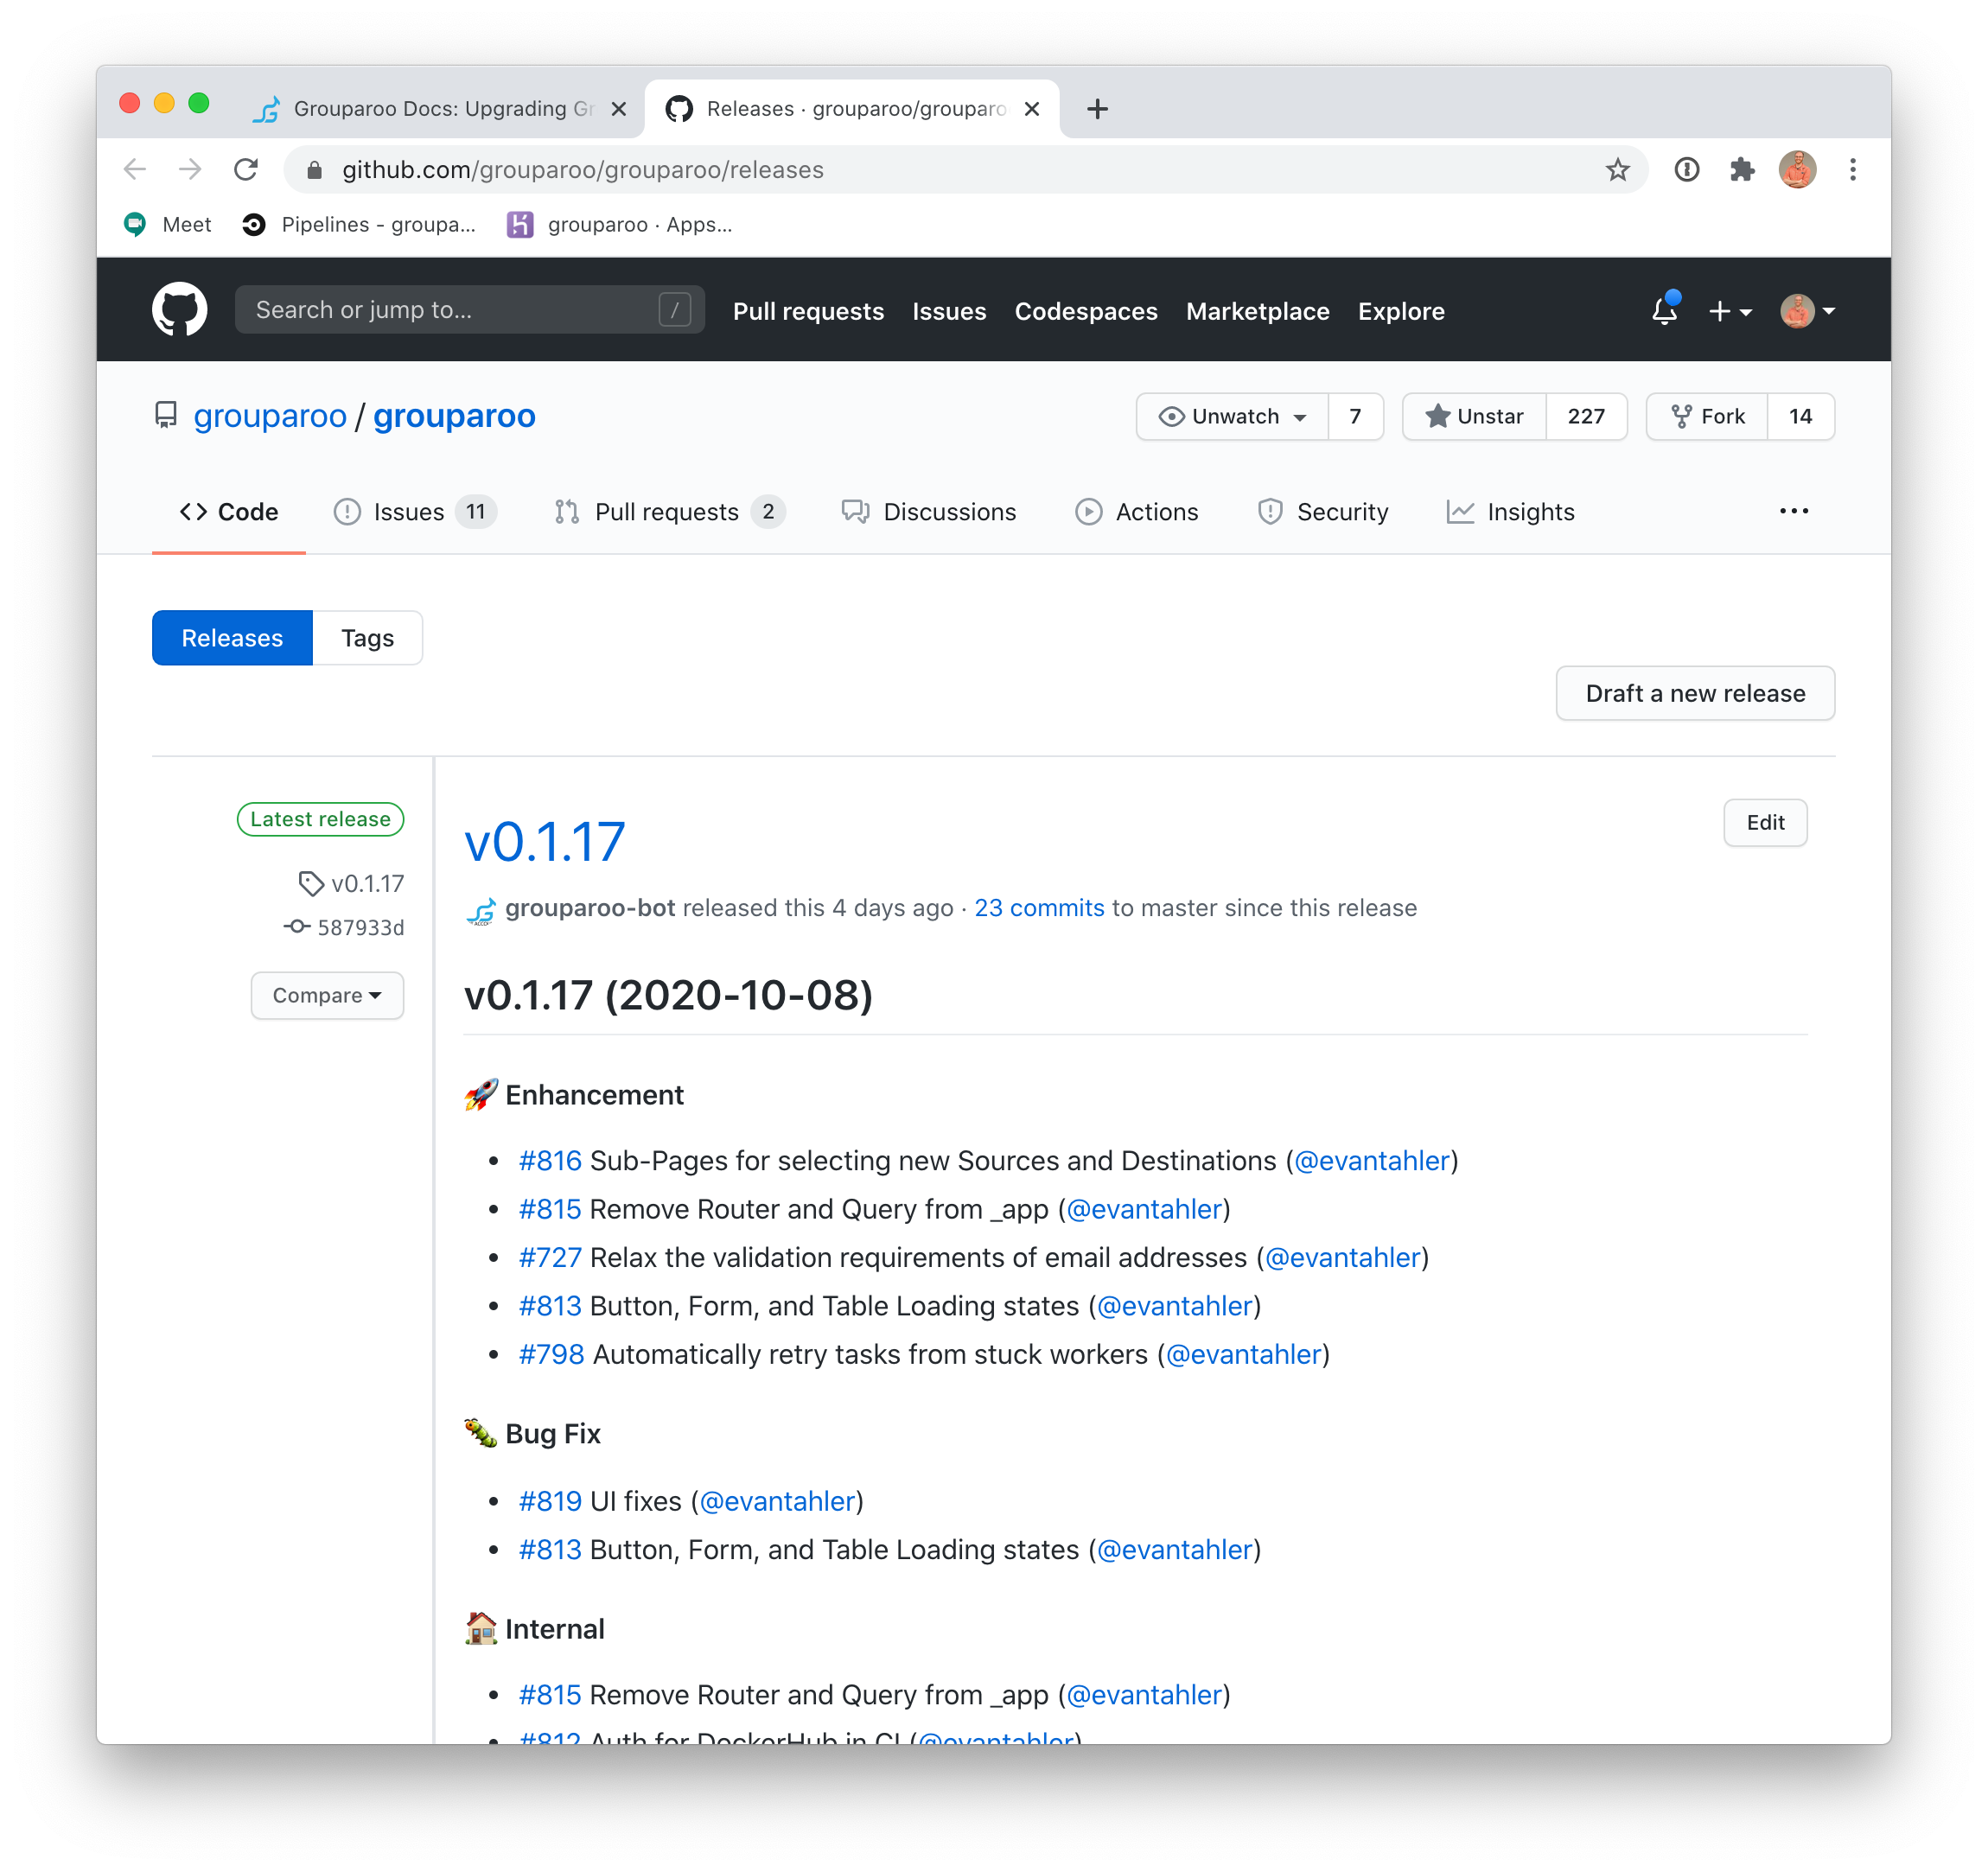 Grouparoo Docs: Upgrading Gr
Releases · grouparoo/grouparo
github.com/grouparoo/grouparoo/releases
Meet
Pipelines - groupa...
grouparoo · Apps...
Search or jump to...
/
Pull requests
Issues
Codespaces
Marketplace
Explore
grouparoo / grouparoo
Unwatch
7
Unstar
227
Fork
14
Code
Issues 11
Pull requests 2
Discussions
Actions
Security
Insights
Releases
Tags
Draft a new release
Latest release
v0.1.17
587933d
Compare
v0.1.17
Edit
grouparoo-bot released this 4 days ago · 23 commits to master since this release
v0.1.17 (2020-10-08)
🚀 Enhancement
• #816 Sub-Pages for selecting new Sources and Destinations (@evantahler)
• #815 Remove Router and Query from _app (@evantahler)
• #727 Relax the validation requirements of email addresses (@evantahler)
• #813 Button, Form, and Table Loading states (@evantahler)
• #798 Automatically retry tasks from stuck workers (@evantahler)
🐛 Bug Fix
• #819 UI fixes (@evantahler)
• #813 Button, Form, and Table Loading states (@evantahler)
🏠 Internal
• #815 Remove Router and Query from _app (@evantahler)
• #812 Auth for DockerHub in CI (@evantahler)